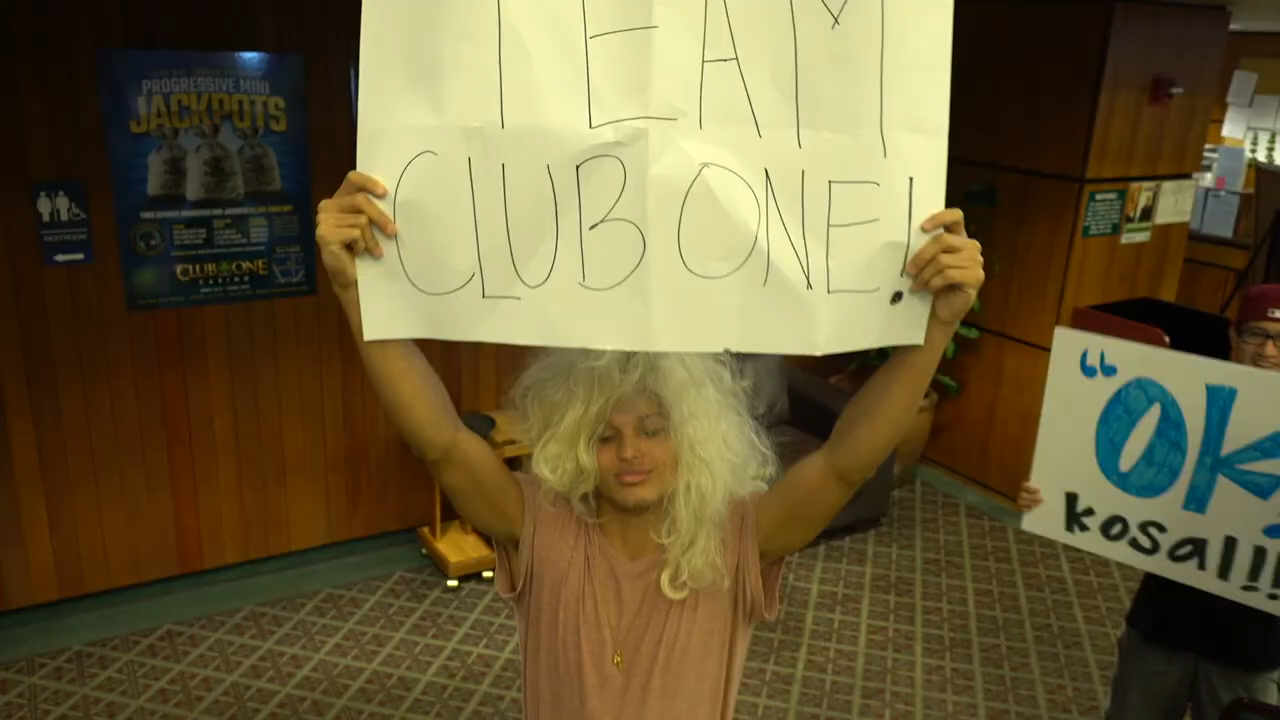 TEAM
CLUB ONE!
PROGRESSIVE MINI
JACKPOTS
CLUB ONE
CASINO
RESTROOM
"OK
kosal!!